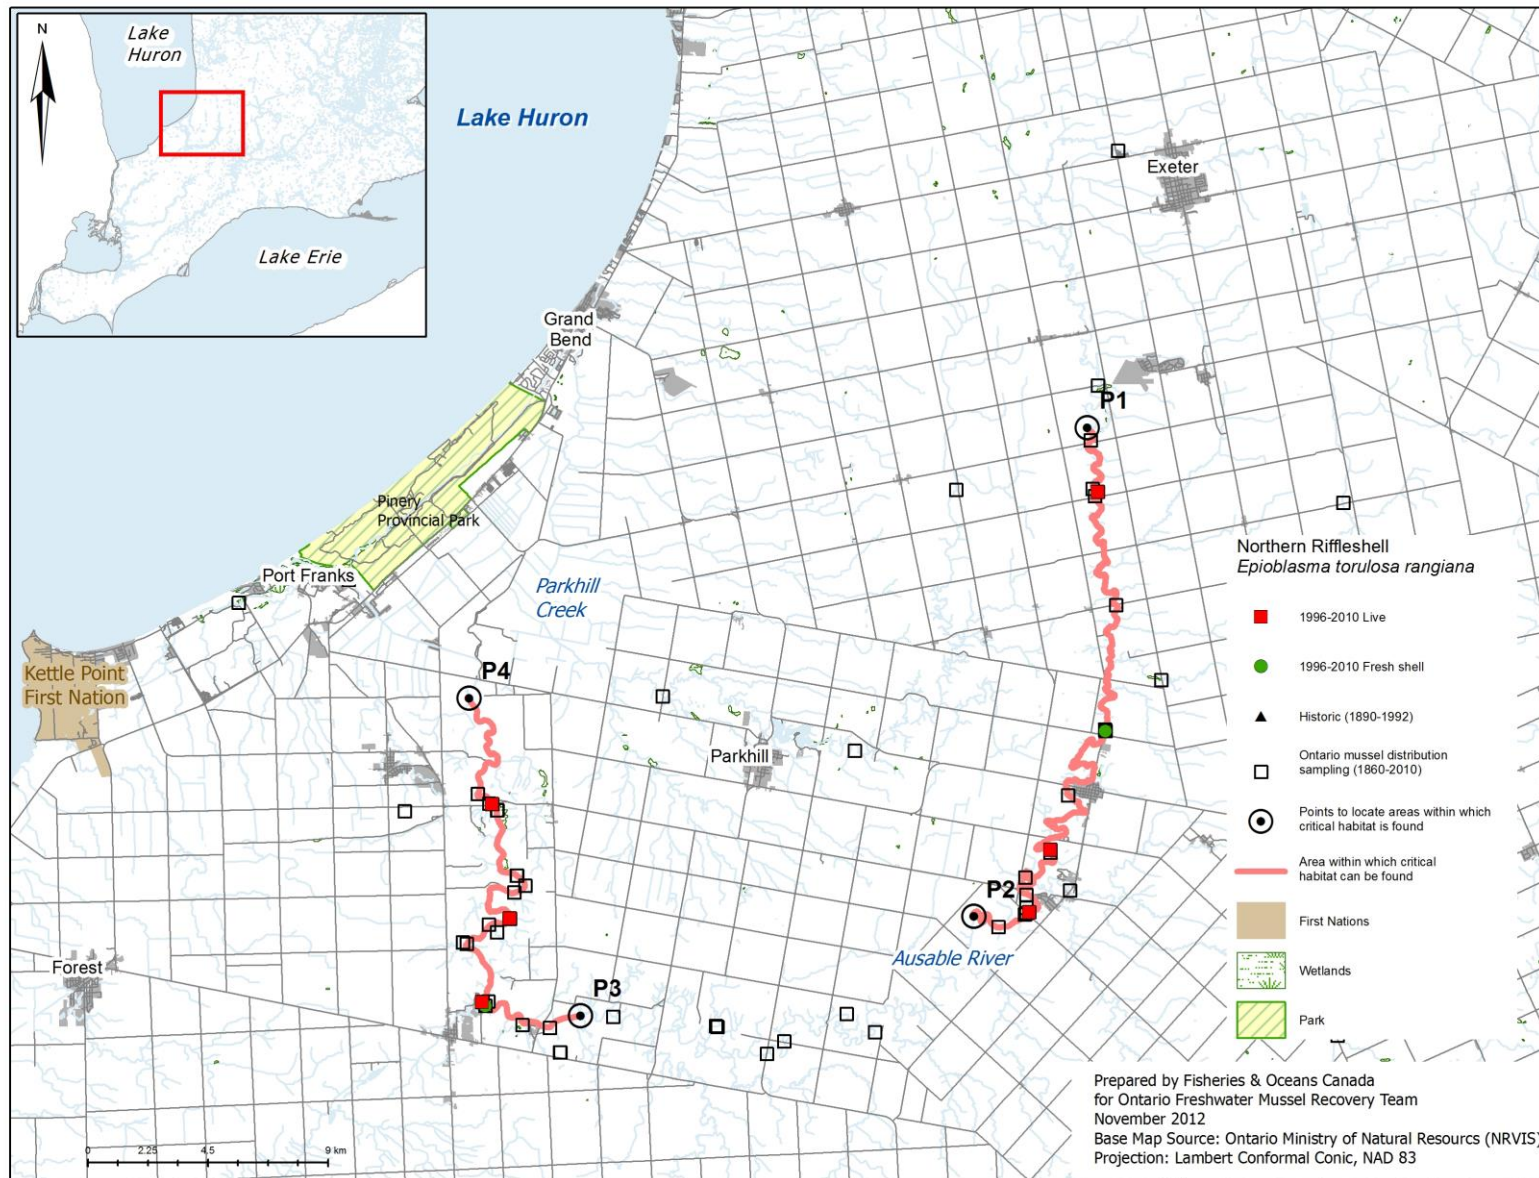 N
Lake
Huron
Lake Erie
Lake Huron
Exeter
Grand
Bend
P1
Pinery
Provincial Park
Port Franks
Parkhill
Creek
Kettle Point
First Nation
P4
Parkhill
P2
Ausable River
Forest
P3
Northern Riffleshell
Epioblasma torulosa rangiana
1996-2010 Live
1996-2010 Fresh shell
Historic (1890-1992)
Ontario mussel distribution
sampling (1860-2010)
Points to locate areas within which
critical habitat is found
Area within which critical
habitat can be found
First Nations
Wetlands
Park
0 2.25 4.5 9 km
Prepared by Fisheries & Oceans Canada
for Ontario Freshwater Mussel Recovery Team
November 2012
Base Map Source: Ontario Ministry of Natural Resourcs (NRVIS)
Projection: Lambert Conformal Conic, NAD 83